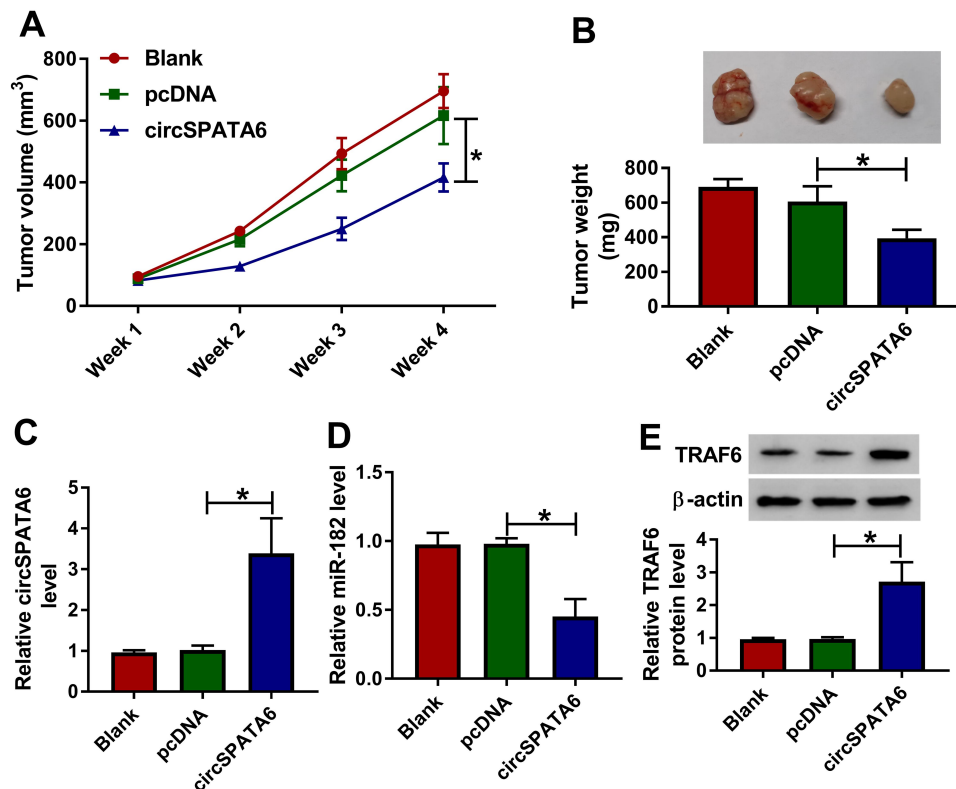 A
Tumor volume (mm³)
800
600
400
200
0
Blank
pcDNA
circSPATA6
*
Week 1
Week 2
Week 3
Week 4
B
Tumor weight
(mg)
800
600
400
200
0
*
Blank
pcDNA
circSPATA6
C
Relative circSPATA6
level
5
4
3
2
1
0
*
Blank
pcDNA
circSPATA6
D
Relative miR-182 level
1.5
1.0
0.5
0.0
*
Blank
pcDNA
circSPATA6
E
TRAF6
β-actin
Relative TRAF6
protein level
4
3
2
1
0
*
Blank
pcDNA
circSPATA6